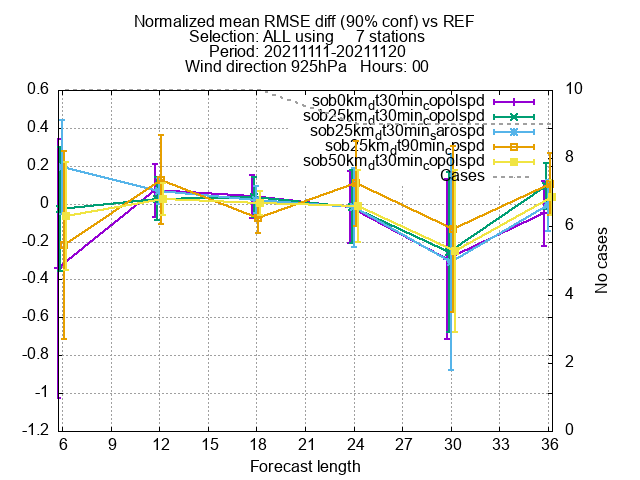 Normalized mean RMSE diff (90% conf) vs REF
Selection: ALL using 7 stations
Period: 20211111-20211120
Wind direction 925hPa Hours: 00
sob0km_dt30min_copolspd
sob25km_dt30min_copolspd
sob25km_dt30min_sarospd
sob25km_dt90min_cospd
sob50km_dt30min_copolspd
Cases
0.6
0.4
0.2
0
-0.2
-0.4
-0.6
-0.8
-1
-1.2
10
8
6
4
2
0
No cases
6 9 12 15 18 21 24 27 30 33 36
Forecast length